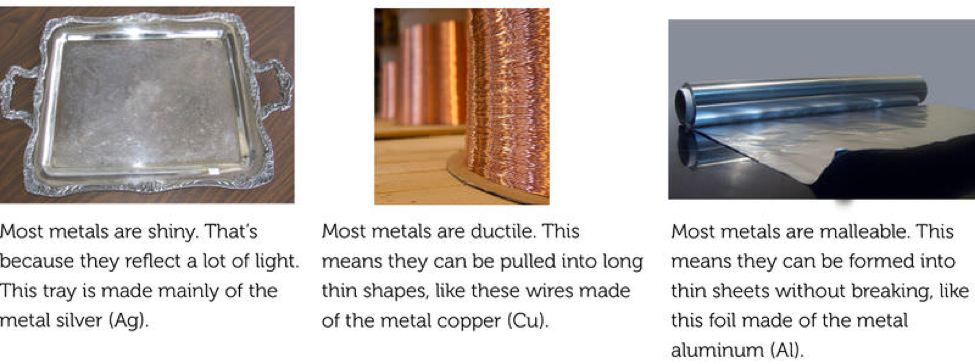 Most metals are shiny. That's
because they reflect a lot of light.
This tray is made mainly of the
metal silver (Ag).
Most metals are ductile. This
means they can be pulled into long
thin shapes, like these wires made
of the metal copper (Cu).
Most metals are malleable. This
means they can be formed into
thin sheets without breaking, like
this foil made of the metal
aluminum (Al).